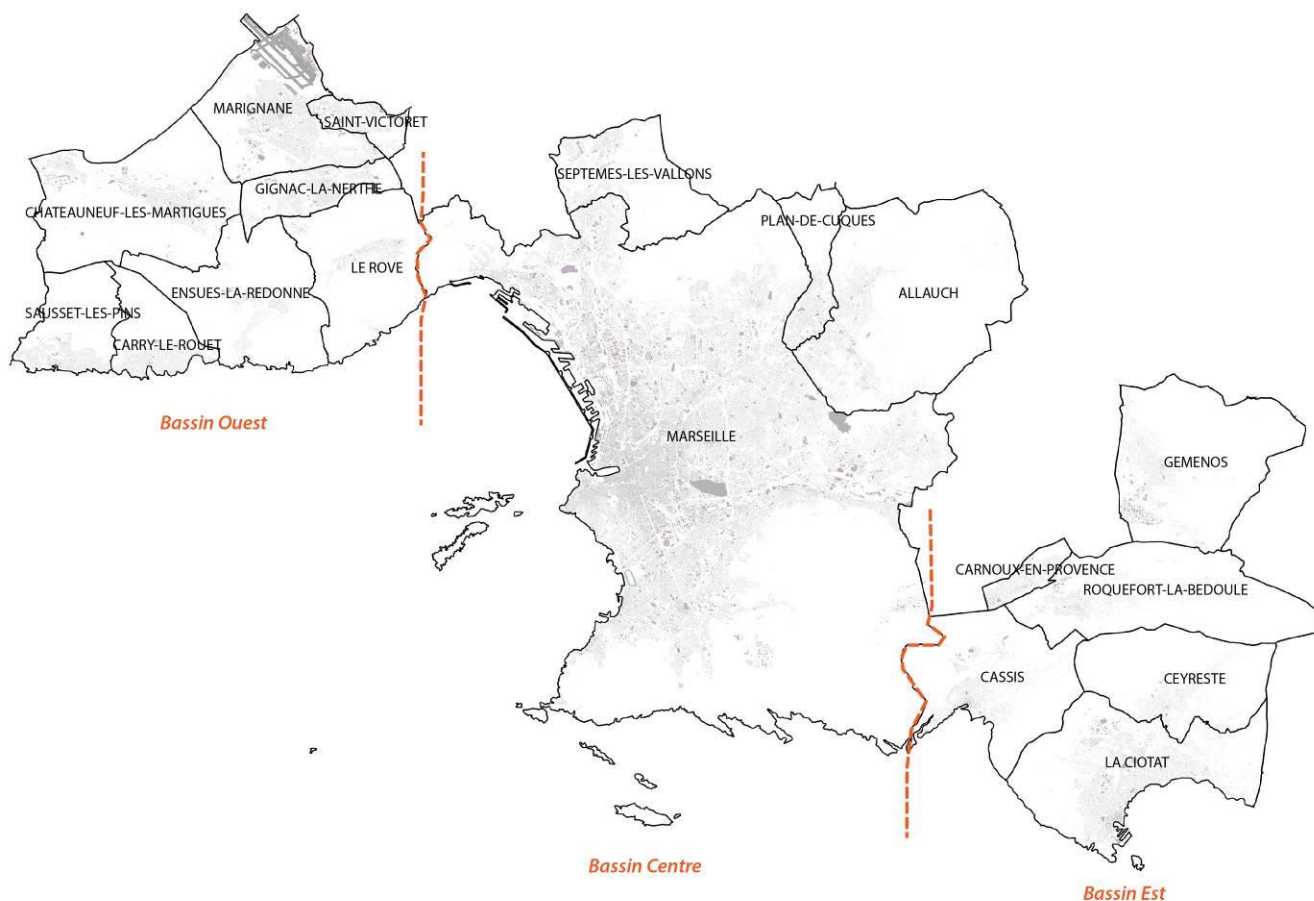 MARIGNANE
SAINT-VICTORET
SEPTEMES-LES-VALLONS
GIGNAC-LA-NERTHE
CHATEAUNEUF-LES-MARTIGUES
PLAN-DE-CUQUES
LE ROVE
ENSUES-LA-REDONNE
ALLAUCH
SAUSSET-LES-PINS
CARRY-LE-ROUET
Bassin Ouest
MARSEILLE
GEMENOS
CARNOUX-EN-PROVENCE
ROQUEFORT-LA-BEDOULE
CASSIS
CEYRESTE
LA CIOTAT
Bassin Centre
Bassin Est